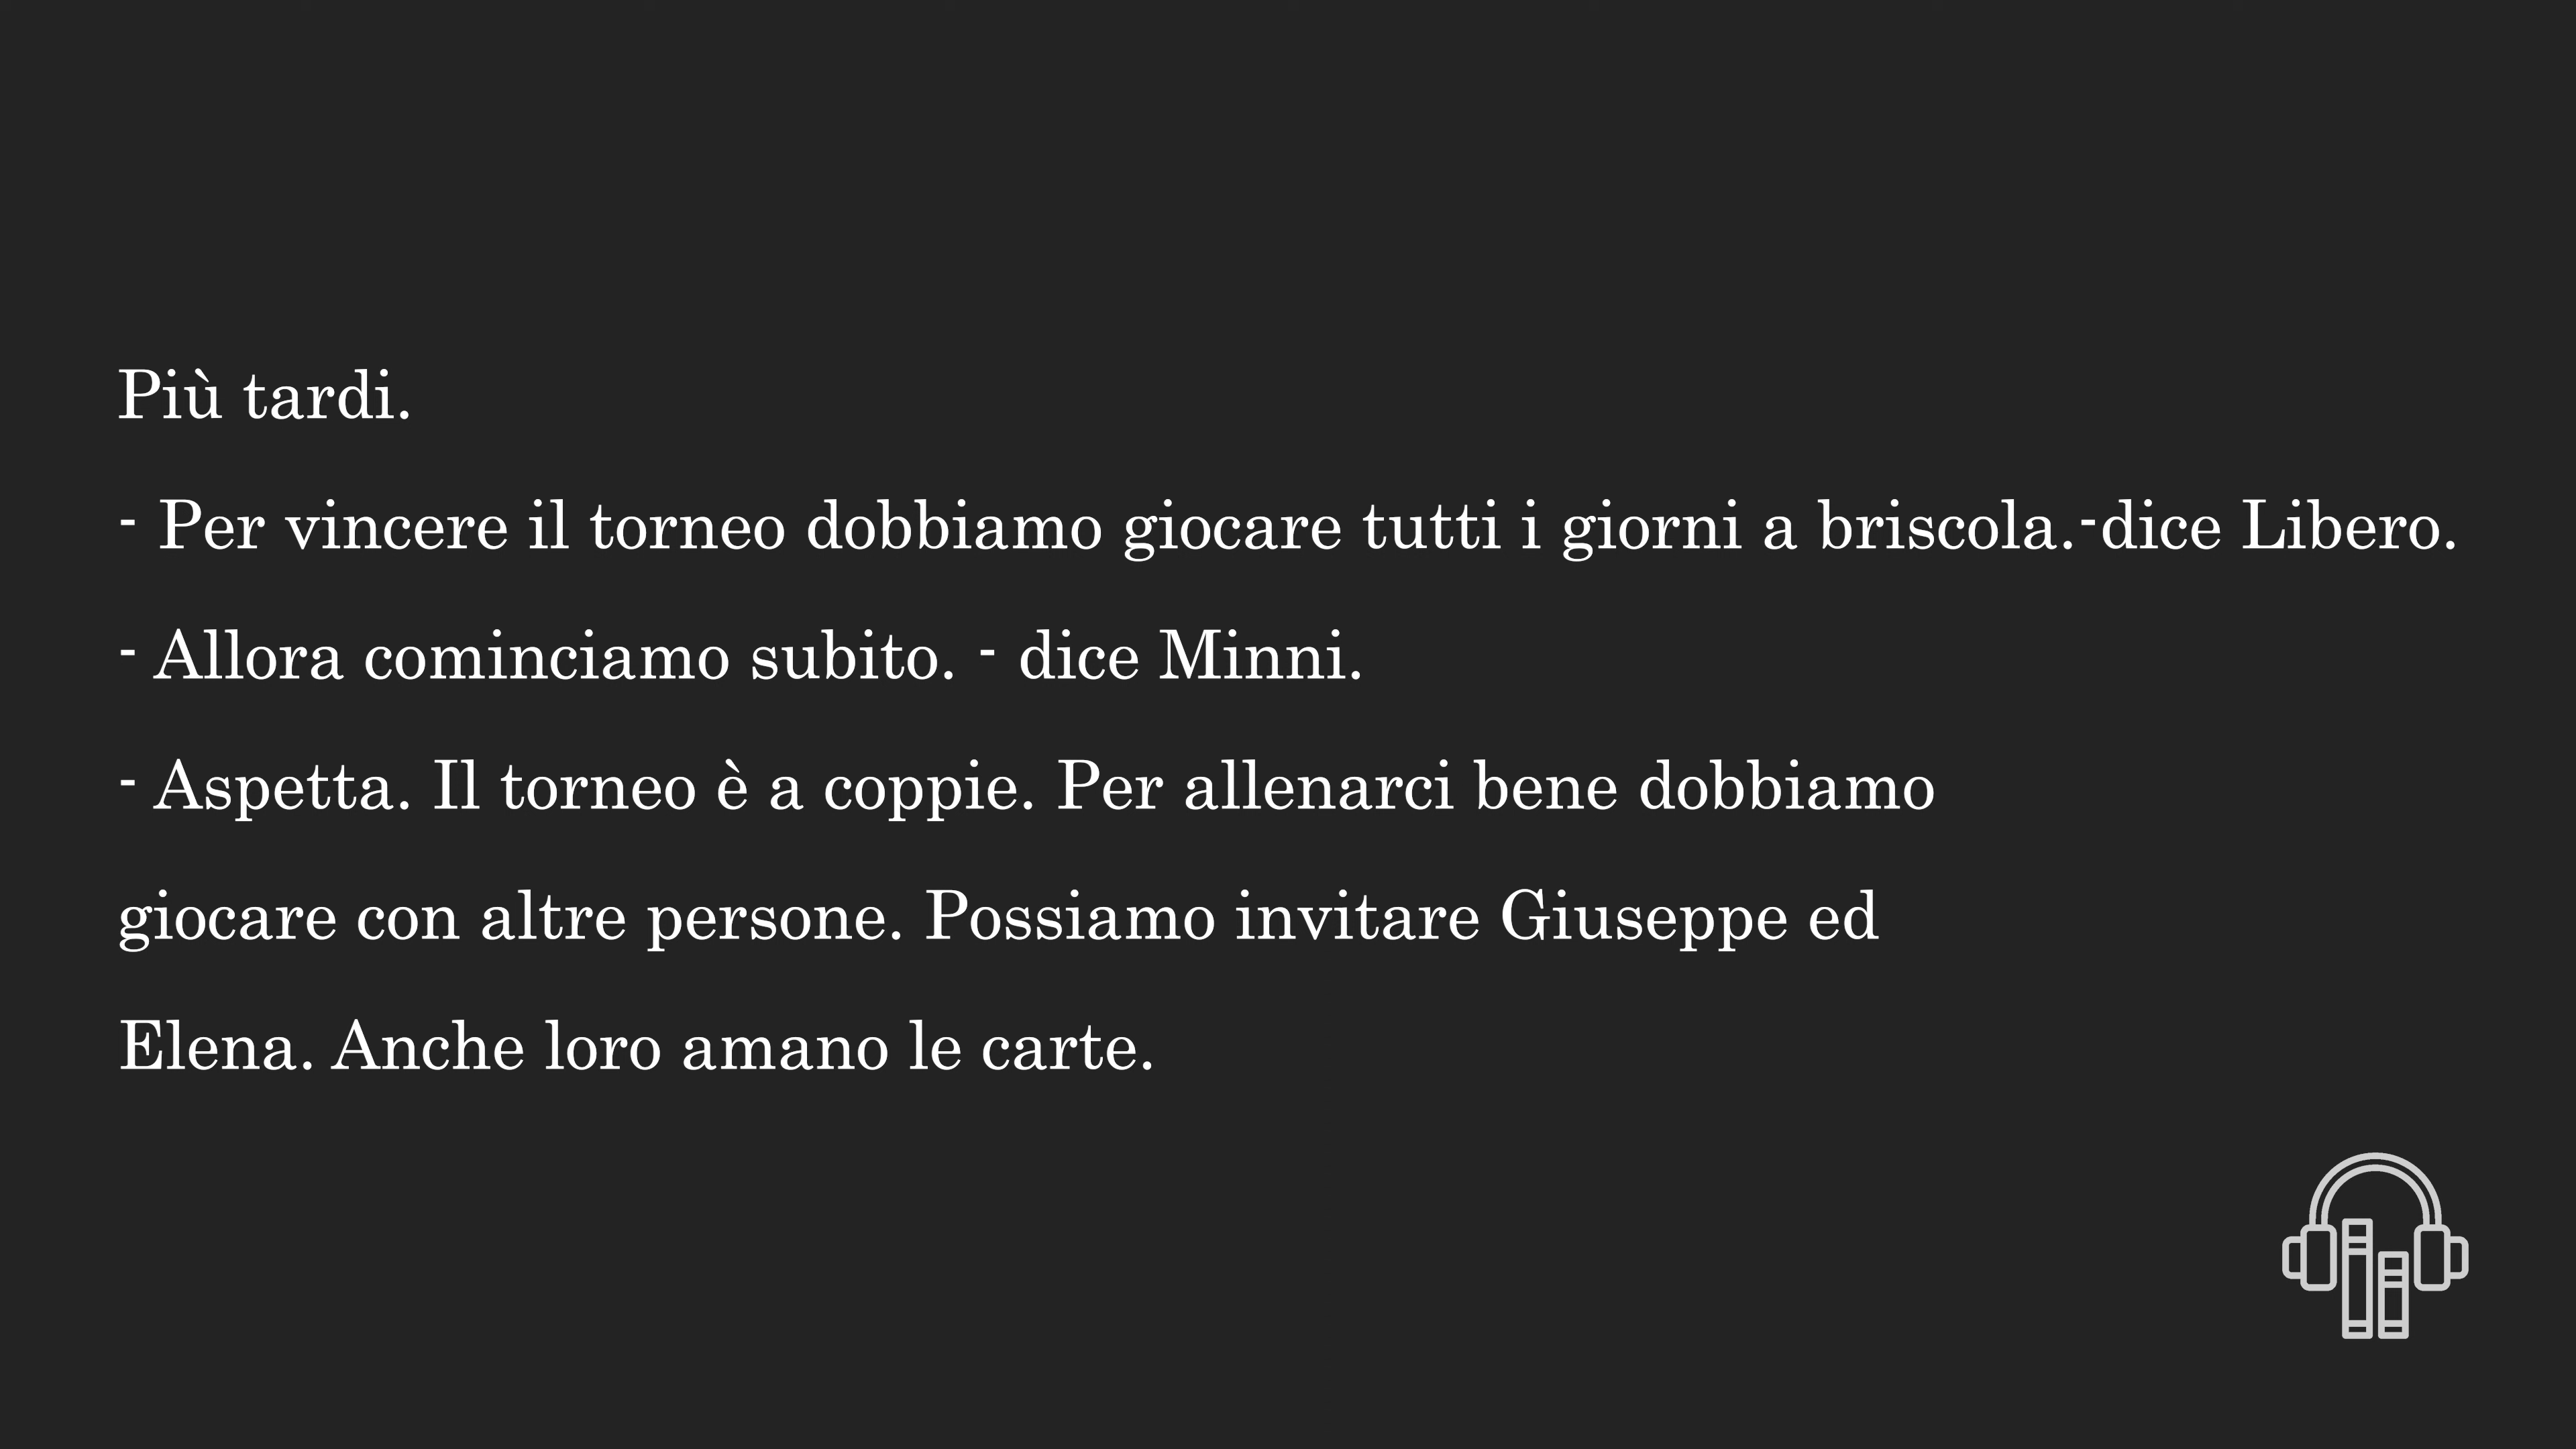 Più tardi.
- Per vincere il torneo dobbiamo giocare tutti i giorni a briscola.-dice Libero.
- Allora cominciamo subito. - dice Minni.
- Aspetta. Il torneo è a coppie. Per allenarci bene dobbiamo
giocare con altre persone. Possiamo invitare Giuseppe ed
Elena. Anche loro amano le carte.